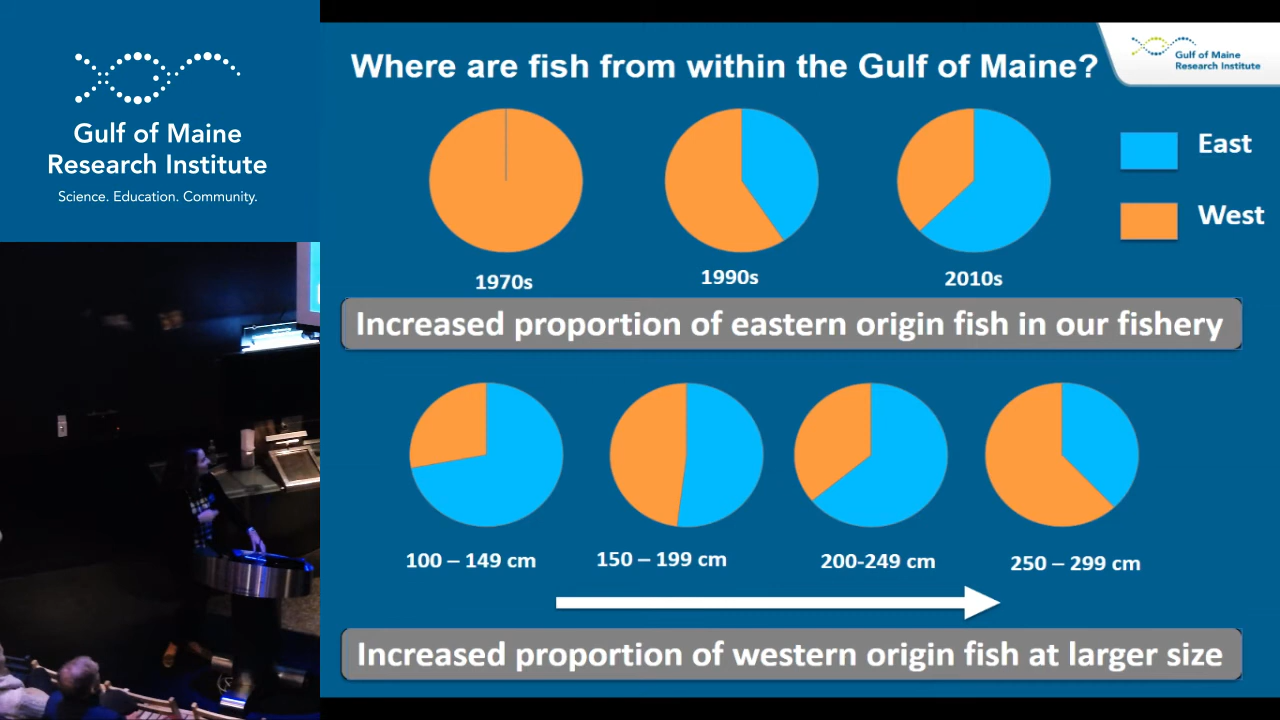 Gulf of Maine
Research Institute
Science. Education. Community.
Where are fish from within the Gulf of Maine?
Gulf of Maine
Research Institute
East
West
1970s
1990s
2010s
Increased proportion of eastern origin fish in our fishery
100 – 149 cm
150 – 199 cm
200-249 cm
250 – 299 cm
Increased proportion of western origin fish at larger size